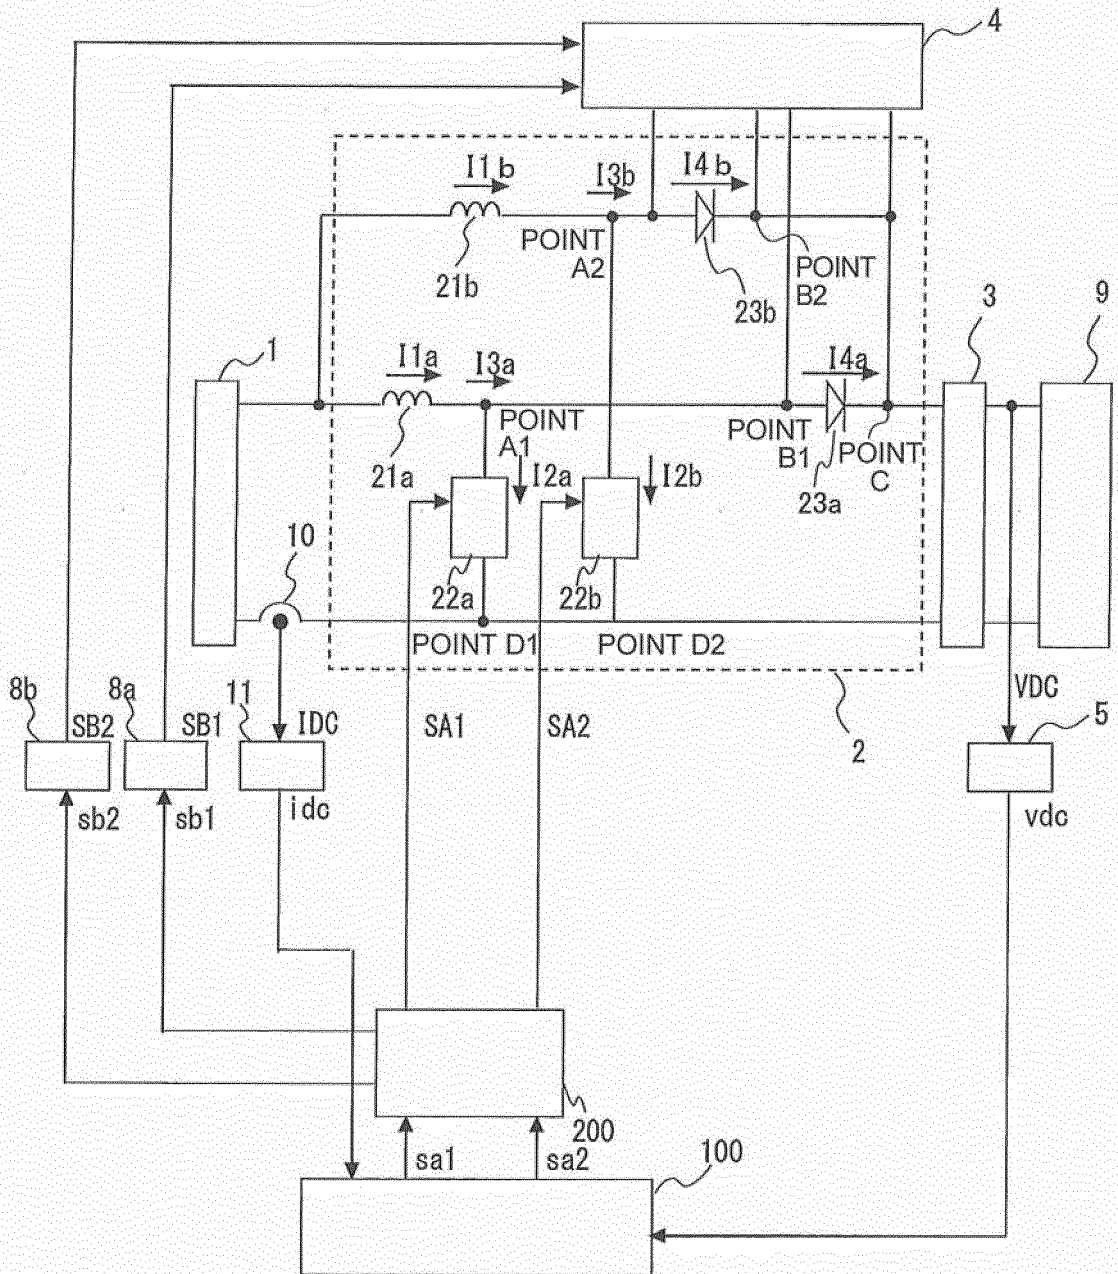 4
I1b
I3b
I4b
POINT
A2
POINT
B2
21b
23b
3
9
1
I1a
I3a
I4a
POINT
A1
POINT
B1
POINT
C
21a
I2a
I2b
23a
10
22a
22b
POINT D1
POINT D2
8b
SB2
8a
SB1
11
IDC
SA1
SA2
2
VDC
5
sb2
sb1
idc
vdc
200
sa1
sa2
100